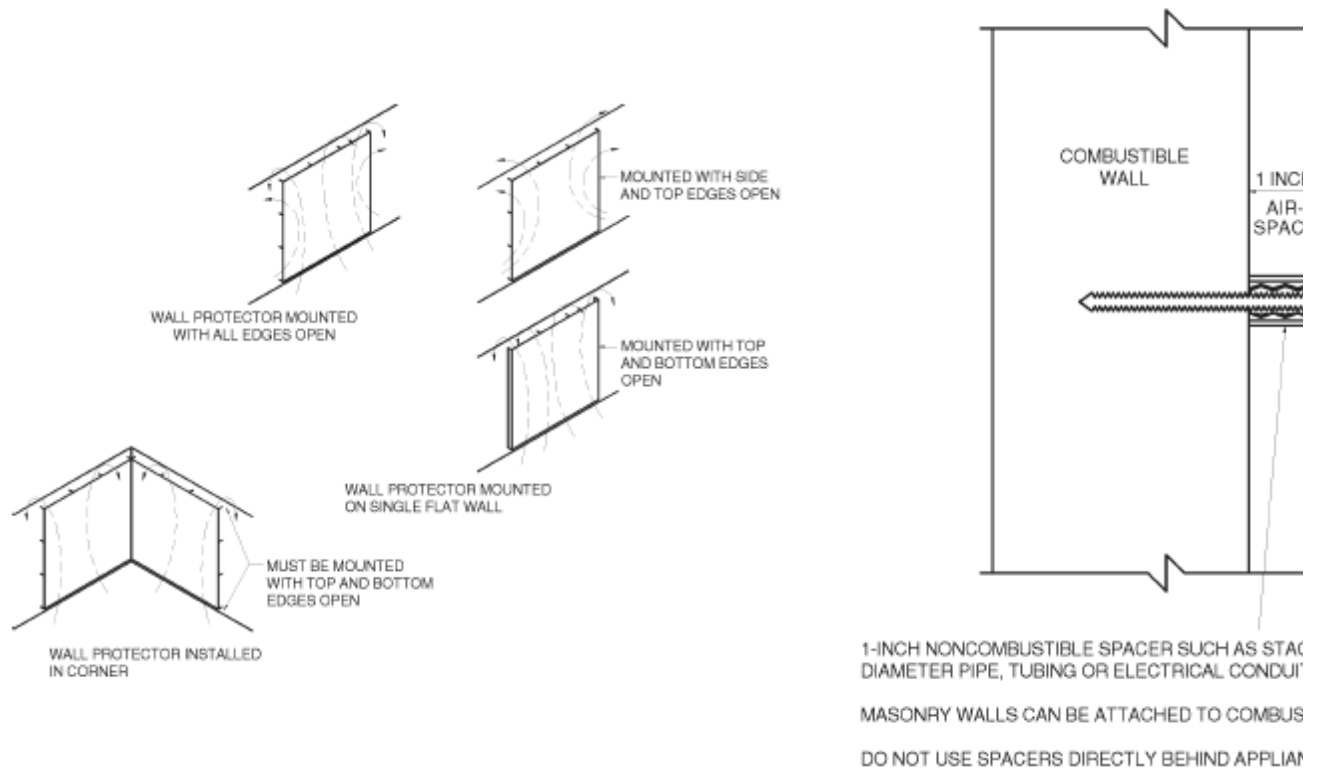 WALL PROTECTOR MOUNTED
WITH ALL EDGES OPEN
MOUNTED WITH SIDE
AND TOP EDGES OPEN
MOUNTED WITH TOP
AND BOTTOM EDGES
OPEN
WALL PROTECTOR MOUNTED
ON SINGLE FLAT WALL
MUST BE MOUNTED
WITH TOP AND BOTTOM
EDGES OPEN
WALL PROTECTOR INSTALLED
IN CORNER
COMBUSTIBLE
WALL
1
AIR-
1-INCH NONCOMBUSTIBLE SPACER SUCH AS
DIAMETER PIPE, TUBING OR ELECTRICAL
MASONRY WALLS CAN BE ATTACHED TO
DO NOT USE SPACERS DIRECTLY BEHIND